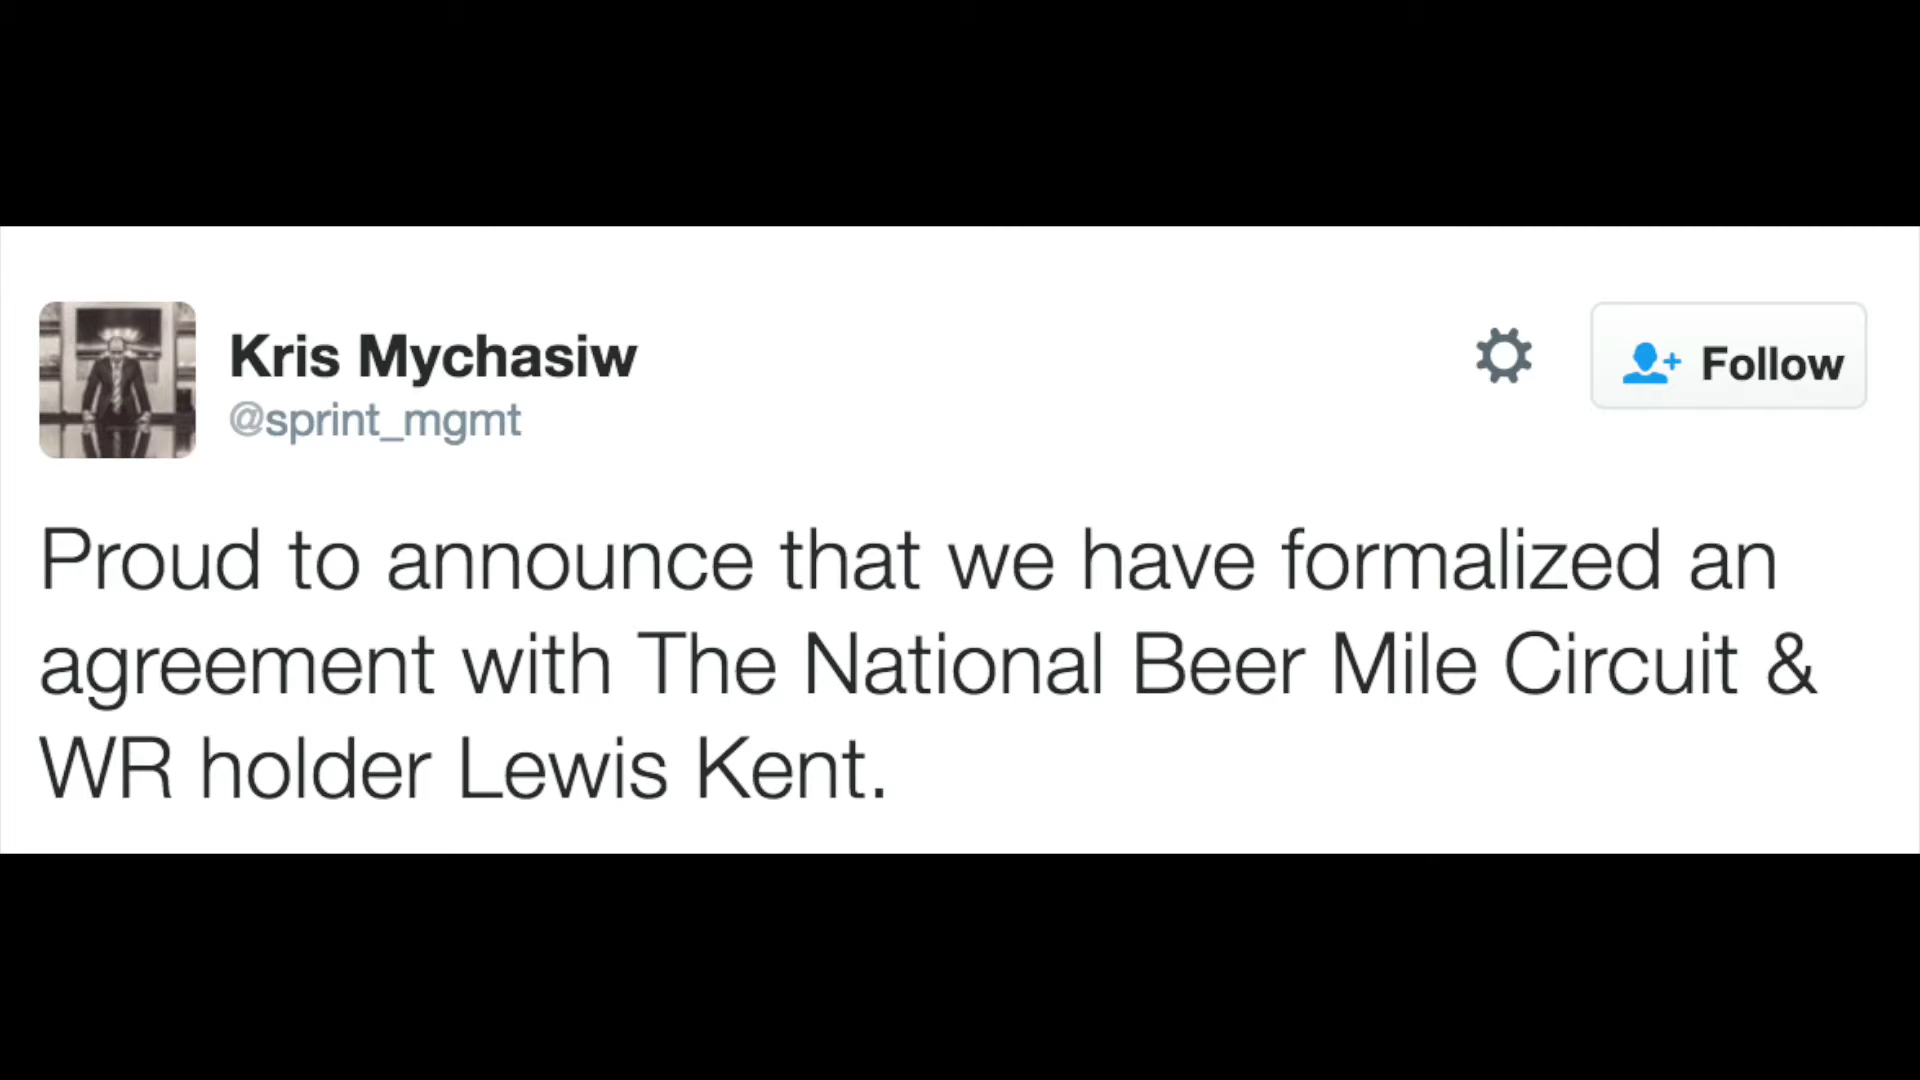 Kris Mychasiw
@sprint_mgmt
Follow
Proud to announce that we have formalized an
agreement with The National Beer Mile Circuit &
WR holder Lewis Kent.